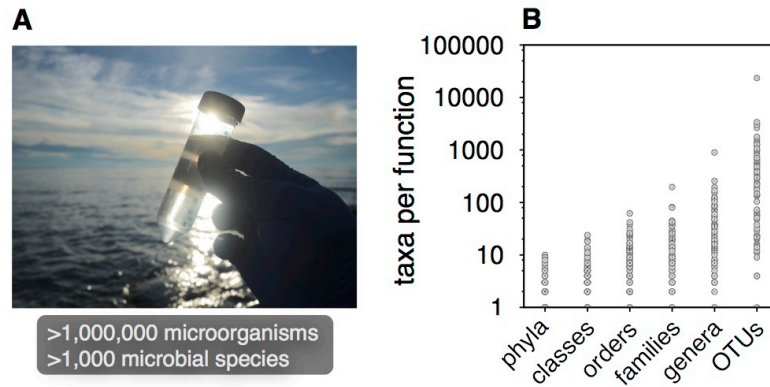 A
>1,000,000 microorganisms
>1,000 microbial species
B
taxa per function
100000
10000
1000
100
10
1
phyla
classes
orders
families
genera
OTUs